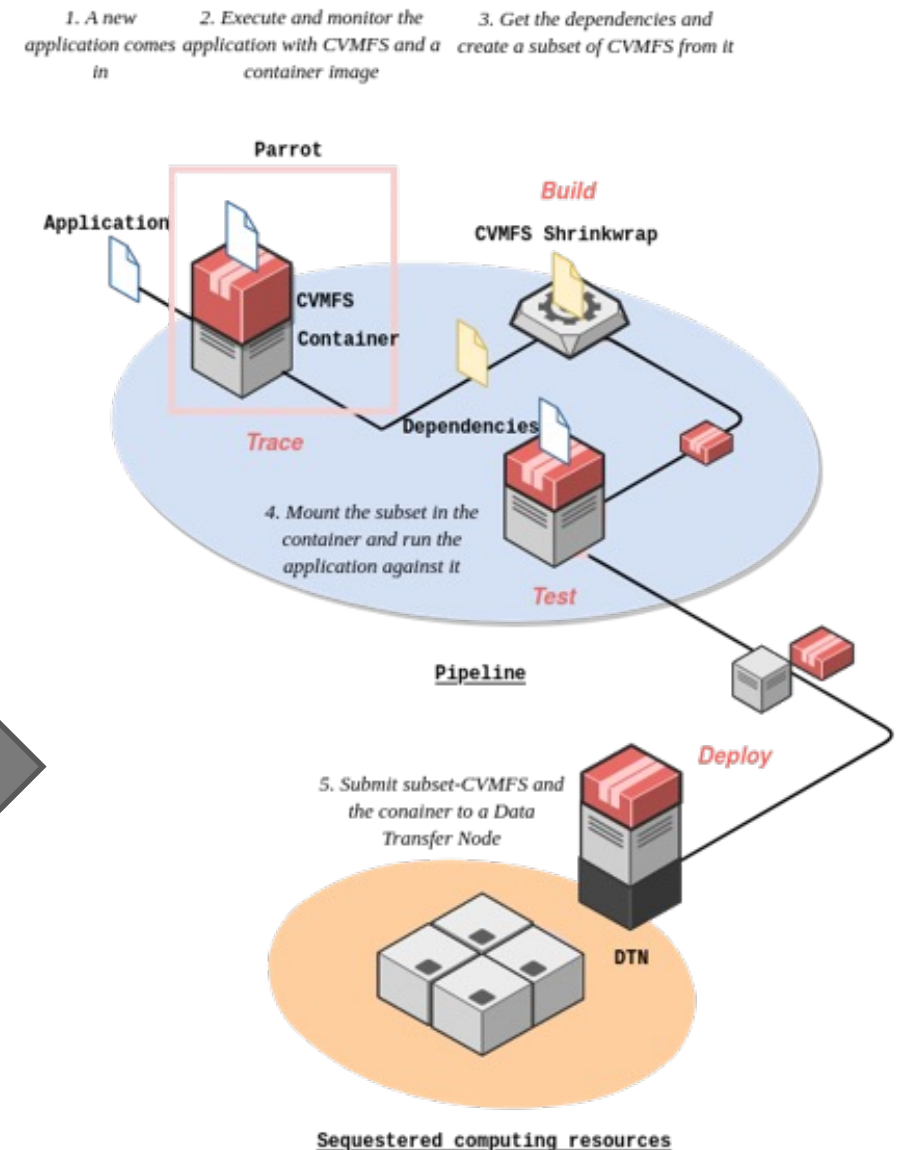 1. A new
application comes
in
2. Execute and monitor the
application with CVMFS and a
container image
3. Get the dependencies and
create a subset of CVMFS from it
Parrot
Build
Application
CVMFS Shrinkwrap
CVMFS
Container
Dependencies
Trace
4. Mount the subset in the
container and run the
application against it
Test
Pipeline
Deploy
5. Submit subset-CVMFS and
the conainer to a Data
Transfer Node
DTN
Sequestered computing resources